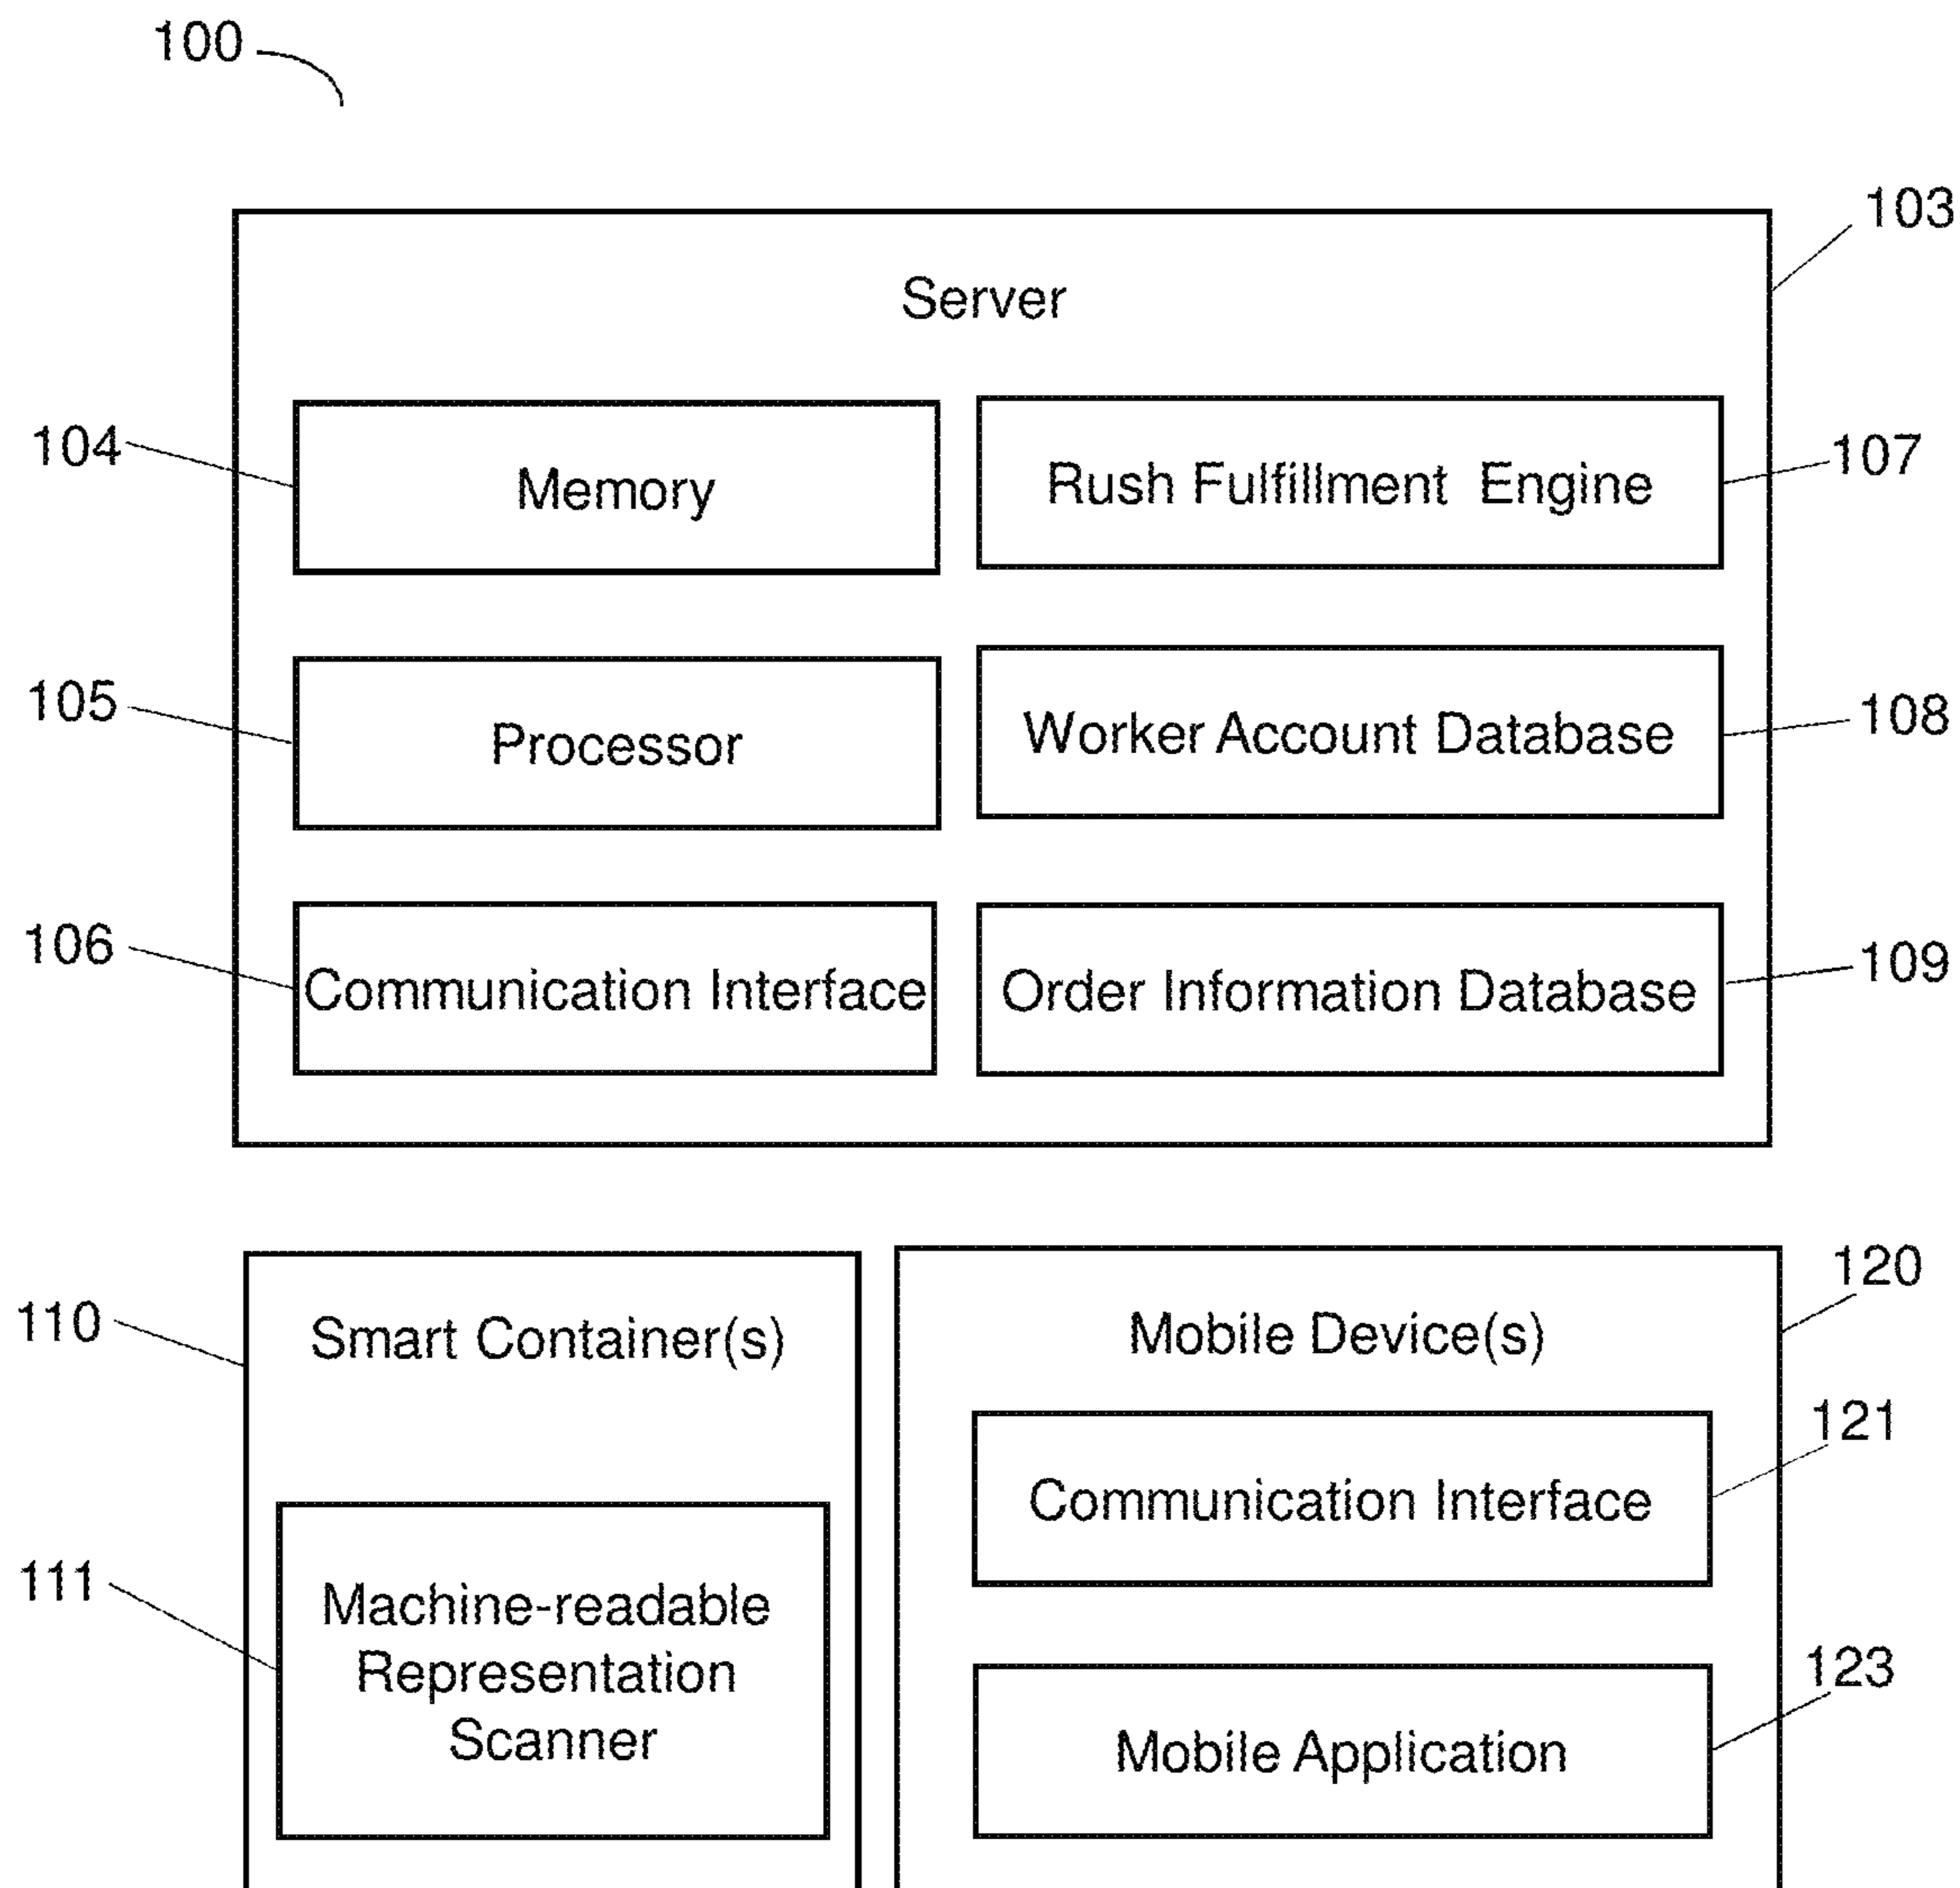 100
103
Server
104
Memory
Rush Fulfillment Engine
107
105
Processor
Worker Account Database
108
106
Communication Interface
Order Information Database
109
110
Smart Container(s)
Mobile Device(s)
120
121
Communication Interface
111
Machine-readable
Representation
Scanner
123
Mobile Application